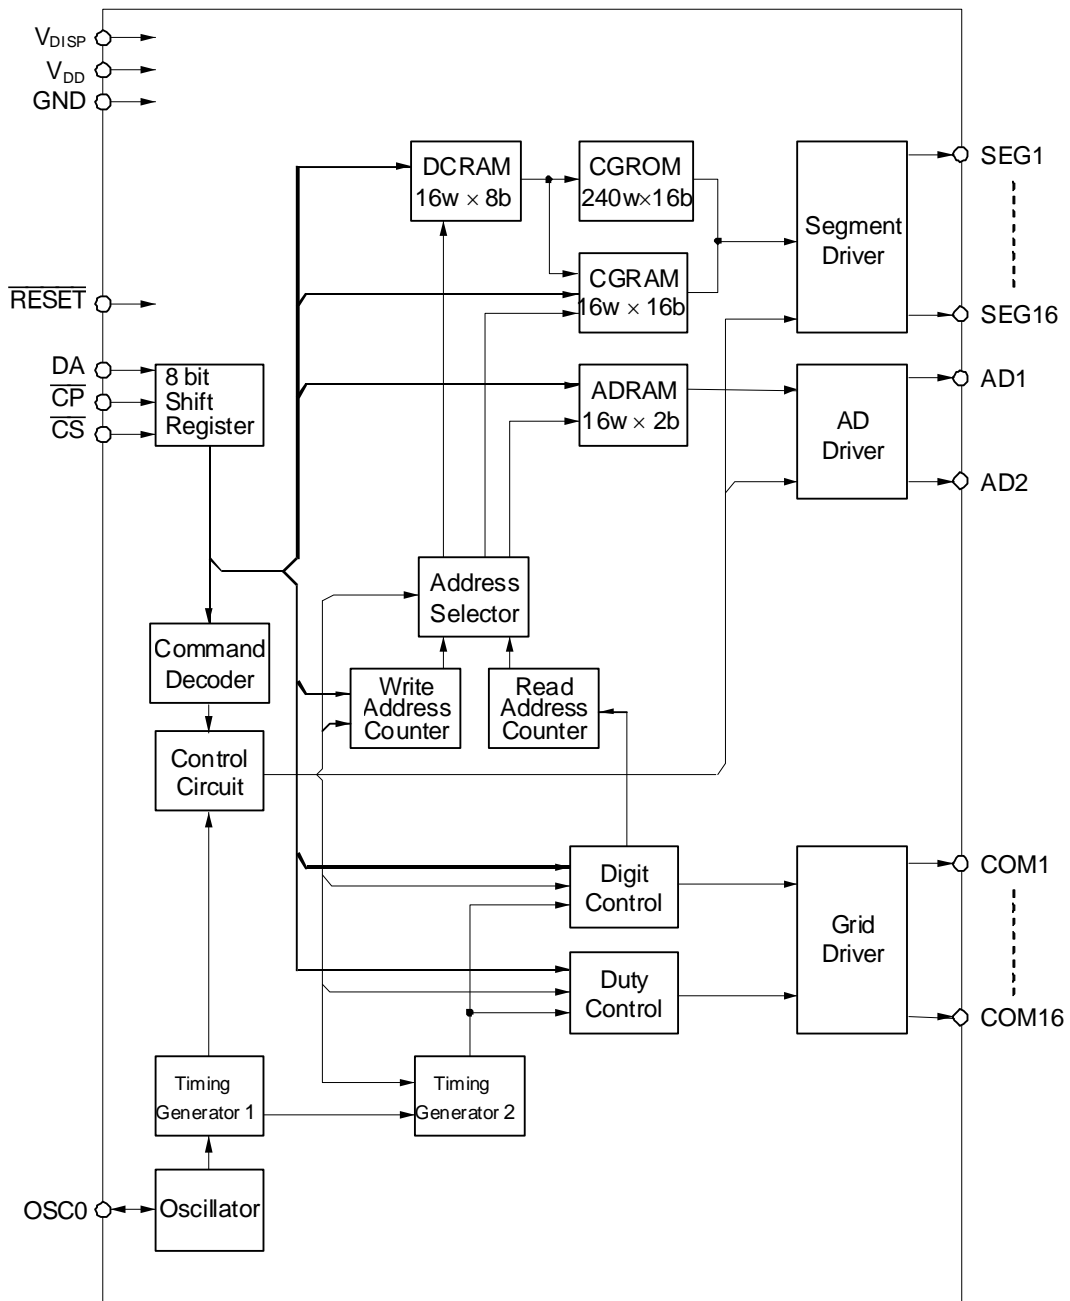 VDISP
VDD
GND
RESET
DA
CP
CS
8 bit
Shift
Register
DCRAM
16w × 8b
CGROM
240w×16b
CGRAM
16w × 16b
ADRAM
16w × 2b
Segment
Driver
SEG1
SEG16
AD
Driver
AD1
AD2
Address
Selector
Command
Decoder
Write
Address
Counter
Read
Address
Counter
Control
Circuit
Digit
Control
Duty
Control
Grid
Driver
COM1
COM16
Timing
Generator 1
Timing
Generator 2
Oscillator
OSC0